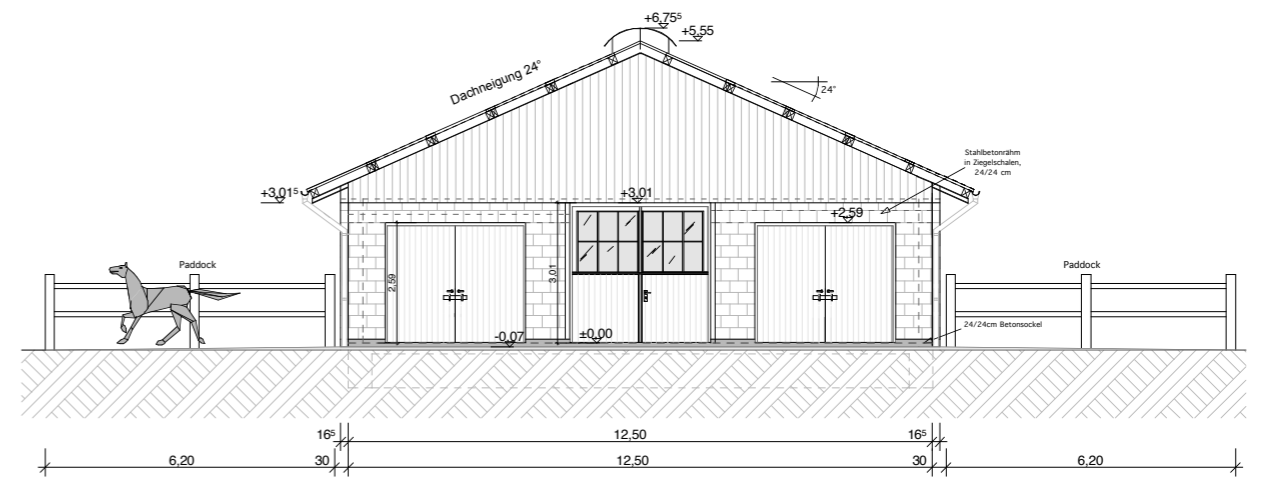 +6.75⁵
+5.55
Dachneigung 24°
24°
Stahlbetonrähm
in Ziegelschalen,
24/24 cm
+3.01⁵
+3.01
+2.59
Paddock
2,59
3,01
Paddock
-0.07
±0.00
24/24cm Betonsockel
16⁵
12,50
16⁵
6,20
30
12,50
30
6,20